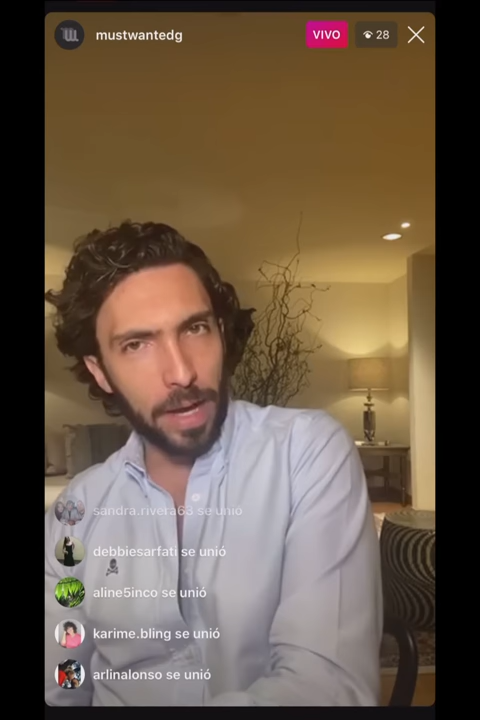 mustwantedg
VIVO
28
sandra.rivera63 se unió
debbiesarfati se unió
aline5inco se unió
karime.bling se unió
arlinalonso se unió